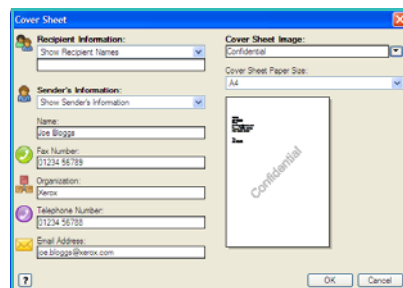 Cover Sheet
Recipient Information:
Show Recipient Names
Sender's Information:
Show Sender's Information
Name:
Joe Bloggs
Fax Number:
01234 56789
Organization:
Xerox
Telephone Number:
01234 56788
Email Address:
joe.bloggs@xerox.com
Cover Sheet Image:
Confidential
Cover Sheet Paper Size:
A4
Confidential
?
OK
Cancel